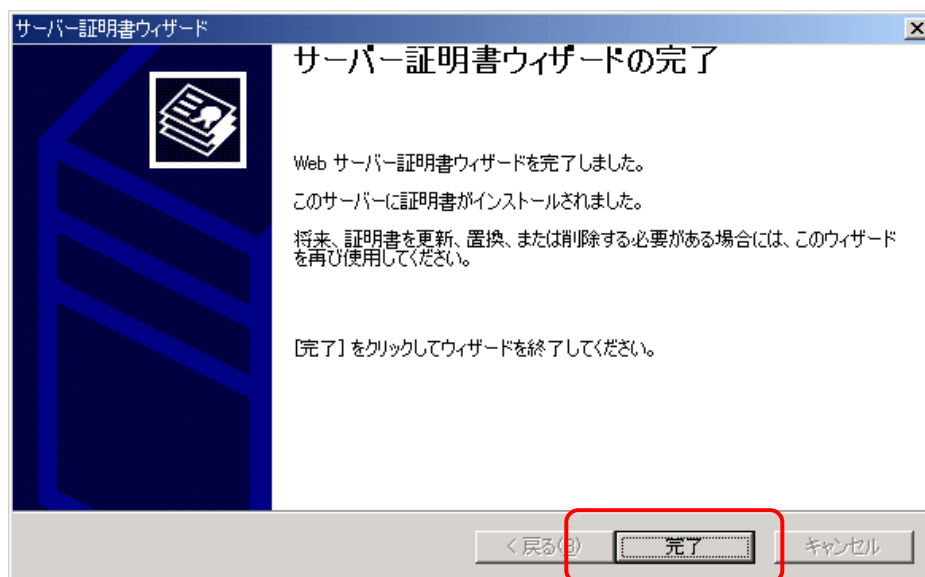 サーバー証明書ウィザード
サーバー証明書ウィザードの完了
Web サーバー証明書ウィザードを完了しました。
このサーバーに証明書がインストールされました。
将来、証明書を更新、置換、または削除する必要がある場合には、このウィザード
を再び使用してください。
[完了] をクリックしてウィザードを終了してください。
< 戻る(B) 完了 キャンセル